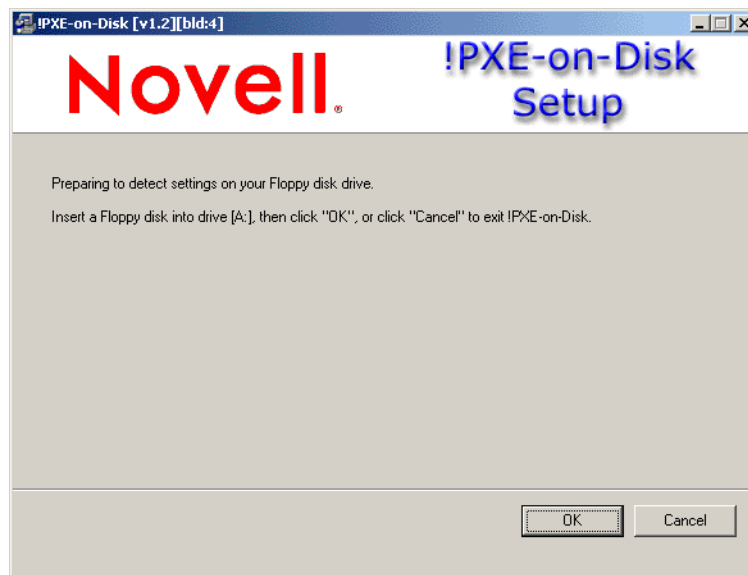 !PXE-on-Disk [v1.2][bld:4]
Novell®
!PXE-on-Disk
Setup
Preparing to detect settings on your Floppy disk drive.
Insert a Floppy disk into drive [A:], then click "OK", or click "Cancel" to exit !PXE-on-Disk.
OK
Cancel